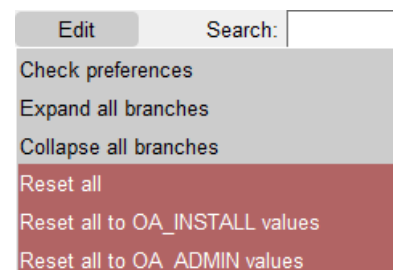 Edit Search:
Check preferences
Expand all branches
Collapse all branches
Reset all
Reset all to OA_INSTALL values
Reset all to OA_ADMIN values